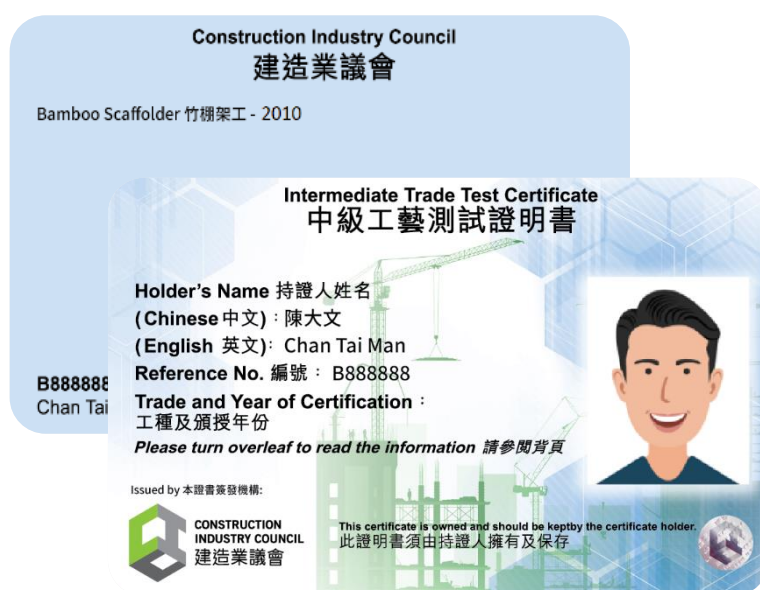 Construction Industry Council
建造業議會
Bamboo Scaffolder 竹棚架工 - 2010
B888888
Chan Tai
Intermediate Trade Test Certificate
中級工藝測試證明書
Holder's Name 持證人姓名
(Chinese 中文)：陳大文
(English 英文)： Chan Tai Man
Reference No. 編號： B888888
Trade and Year of Certification：
工種及頒授年份
Please turn overleaf to read the information 請參閱背頁
Issued by 本證書簽發機構:
CONSTRUCTION
INDUSTRY COUNCIL
建造業議會
This certificate is owned and should be keptby the certificate holder.
此證明書須由持證人擁有及保存